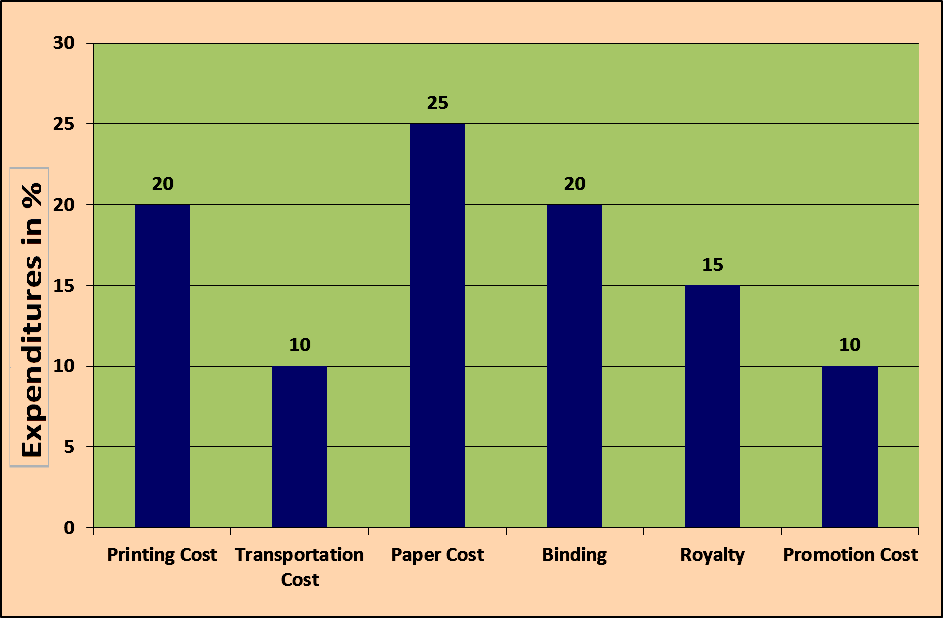 Expenditures in %
30
25
20
15
10
5
0
20
10
25
20
15
10
Printing Cost
Transportation
Cost
Paper Cost
Binding
Royalty
Promotion Cost